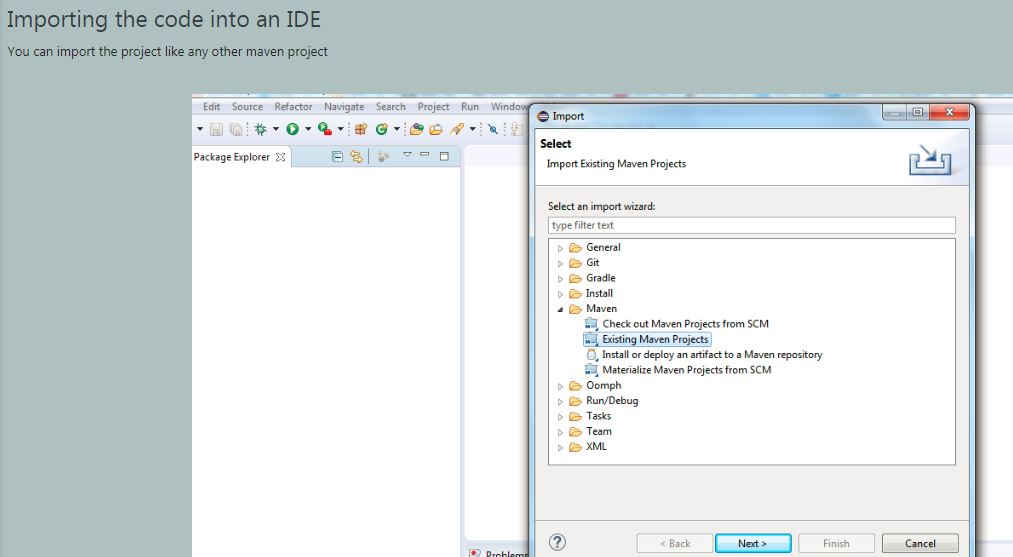 Importing the code into an IDE
You can import the project like any other maven project
Edit Source Refactor Navigate Search Project Run Window
Import
Package Explorer
Select
Import Existing Maven Projects
Select an import wizard:
type filter text
General
Git
Gradle
Install
Maven
Check out Maven Projects from SCM
Existing Maven Projects
Install or deploy an artifact to a Maven repository
Materialize Maven Projects from SCM
Oomph
Run/Debug
Tasks
Team
XML
? < Back Next > Finish Cancel